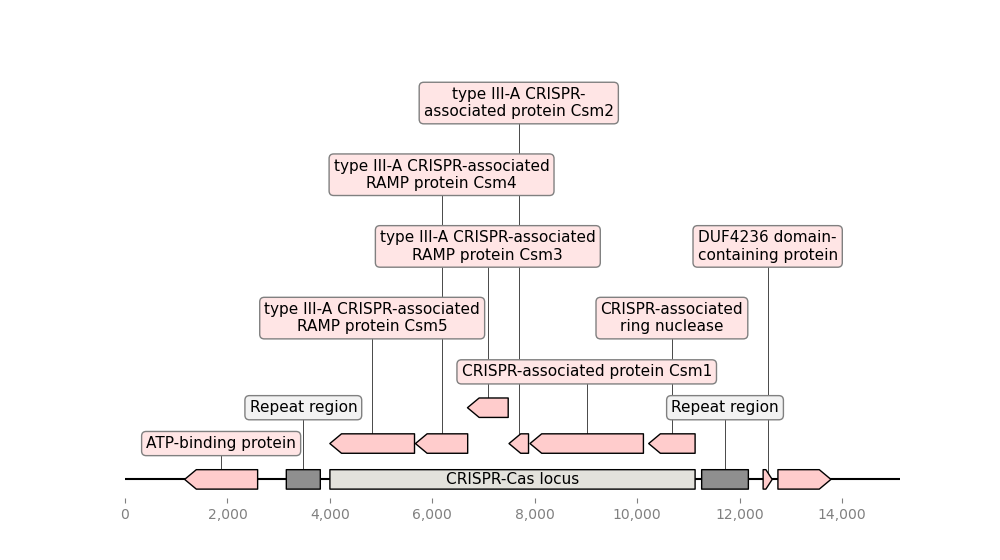 type III-A CRISPR-
associated protein Csm2
type III-A CRISPR-associated
RAMP protein Csm4
type III-A CRISPR-associated
RAMP protein Csm3
DUF4236 domain-
containing protein
type III-A CRISPR-associated
RAMP protein Csm5
CRISPR-associated
ring nuclease
CRISPR-associated protein Csm1
Repeat region
Repeat region
ATP-binding protein
CRISPR-Cas locus
0
2,000
4,000
6,000
8,000
10,000
12,000
14,000